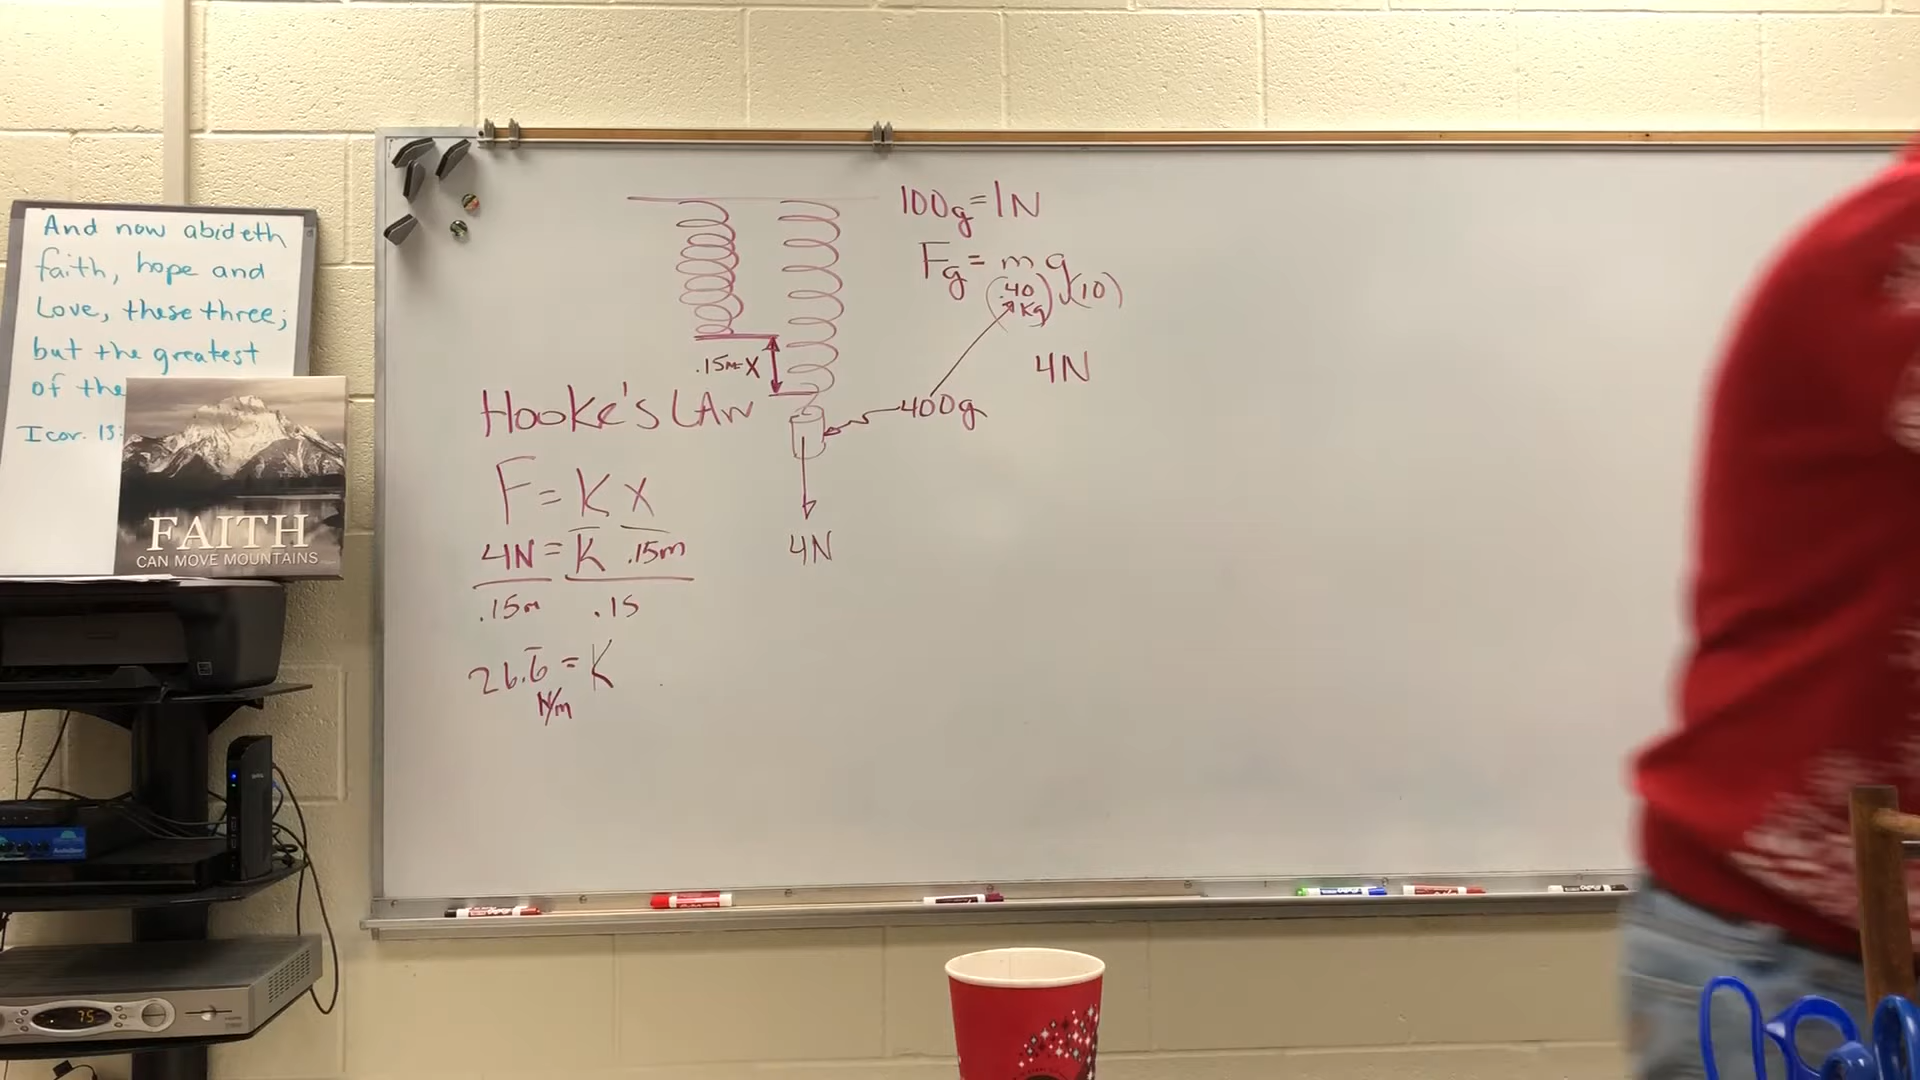 And now abideth
faith, hope and
Love, these three;
but the greatest
of the
I cor. 13:
FAITH
CAN MOVE MOUNTAINS
100g=1N
Fg = mg
(.40 Kg) (10)
4N
.15m=X
400g
4N
HOOKE'S LAW
F = K X
4N = K .15m
.15m .15
26.6̅ = K
N/m
75